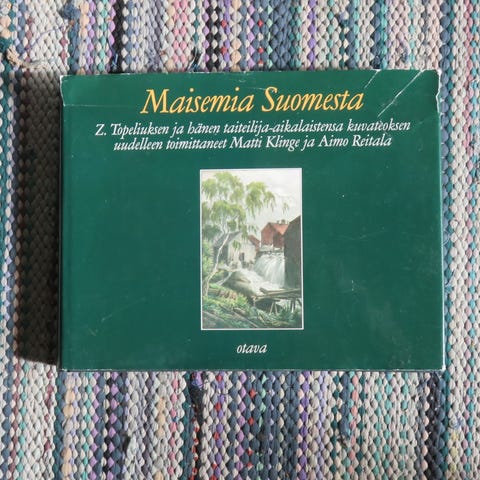 Maisemia Suomesta
Z. Topeliuksen ja hänen taiteilija-aikalaistensa kuvateoksen
uudelleen toimittaneet Matti Klinge ja Aimo Reitala
otava